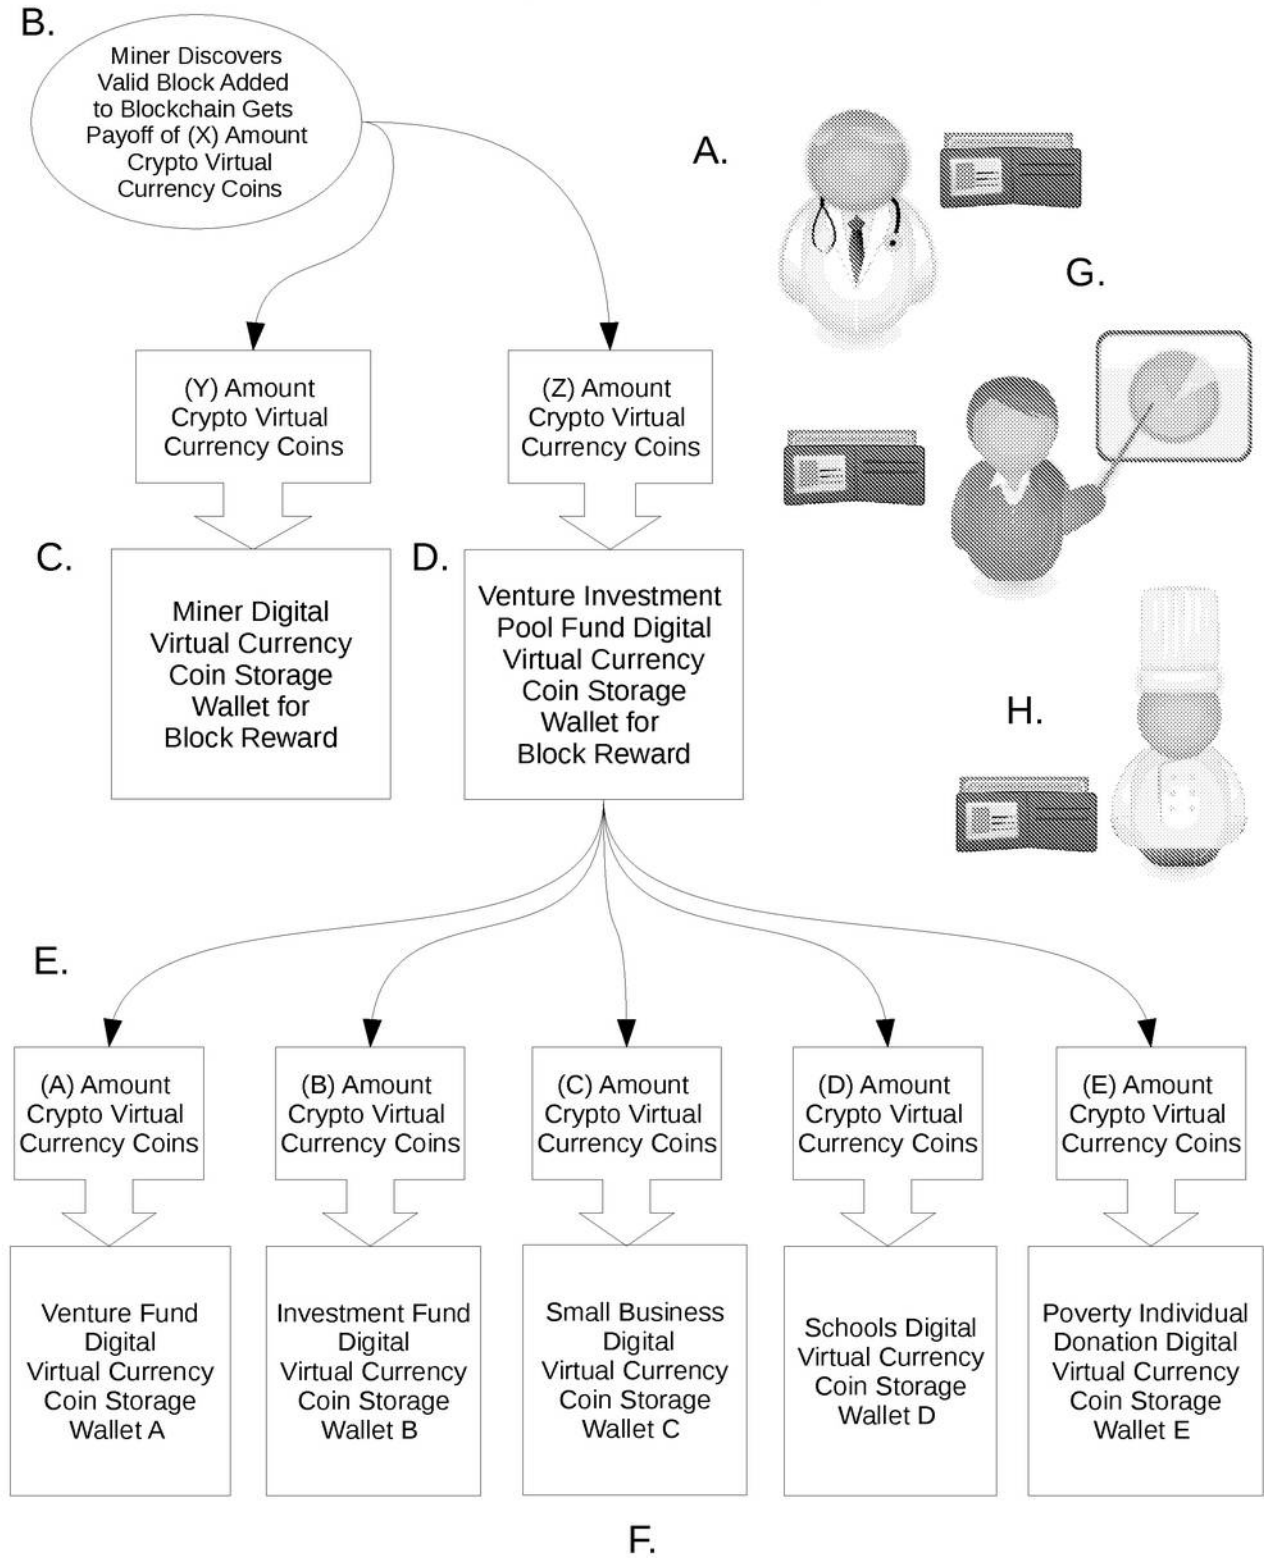 B.
Miner Discovers
Valid Block Added
to Blockchain Gets
Payoff of (X) Amount
Crypto Virtual
Currency Coins
A.
G.
(Y) Amount
Crypto Virtual
Currency Coins
(Z) Amount
Crypto Virtual
Currency Coins
C.
Miner Digital
Virtual Currency
Coin Storage
Wallet for
Block Reward
D.
Venture Investment
Pool Fund Digital
Virtual Currency
Coin Storage
Wallet for
Block Reward
H.
E.
(A) Amount
Crypto Virtual
Currency Coins
(B) Amount
Crypto Virtual
Currency Coins
(C) Amount
Crypto Virtual
Currency Coins
(D) Amount
Crypto Virtual
Currency Coins
(E) Amount
Crypto Virtual
Currency Coins
Venture Fund
Digital
Virtual Currency
Coin Storage
Wallet A
Investment Fund
Digital
Virtual Currency
Coin Storage
Wallet B
Small Business
Digital
Virtual Currency
Coin Storage
Wallet C
Schools Digital
Virtual Currency
Coin Storage
Wallet D
Poverty Individual
Donation Digital
Virtual Currency
Coin Storage
Wallet E
F.